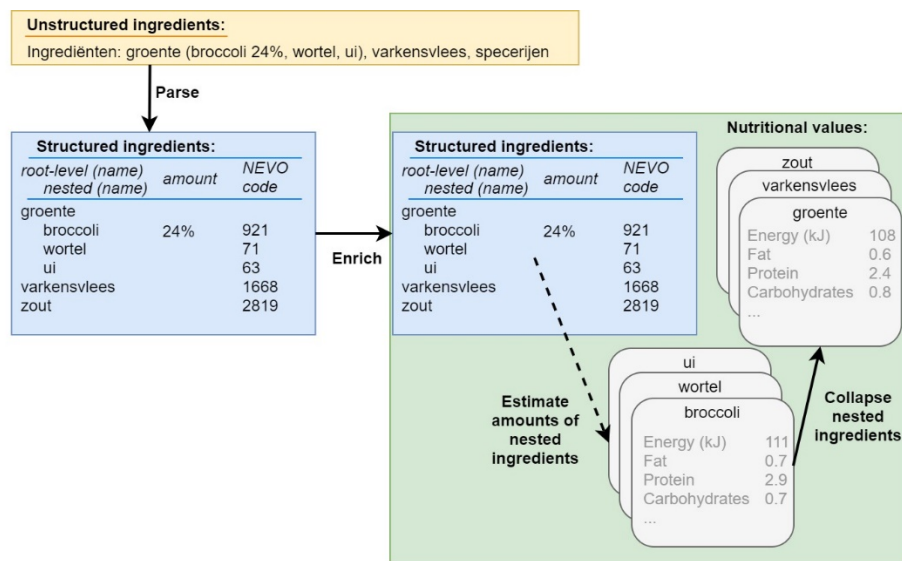 Unstructured ingredients:
Ingrediënten: groente (broccoli 24%, wortel, ui), varkensvlees, specerijen
Parse
Structured ingredients:
root-level (name) amount NEVO
nested (name) code
groente
broccoli 24% 921
wortel 71
ui 63
varkensvlees 1668
zout 2819
Enrich
Structured ingredients:
root-level (name) amount NEVO
nested (name) code
groente
broccoli 24% 921
wortel 71
ui 63
varkensvlees 1668
zout 2819
Nutritional values:
zout
varkensvlees
groente
Energy (kJ) 108
Fat 0.6
Protein 2.4
Carbohydrates 0.8
...
Estimate
amounts of
nested
ingredients
ui
wortel
broccoli
Energy (kJ) 111
Fat 0.7
Protein 2.9
Carbohydrates 0.7
...
Collapse
nested
ingredients